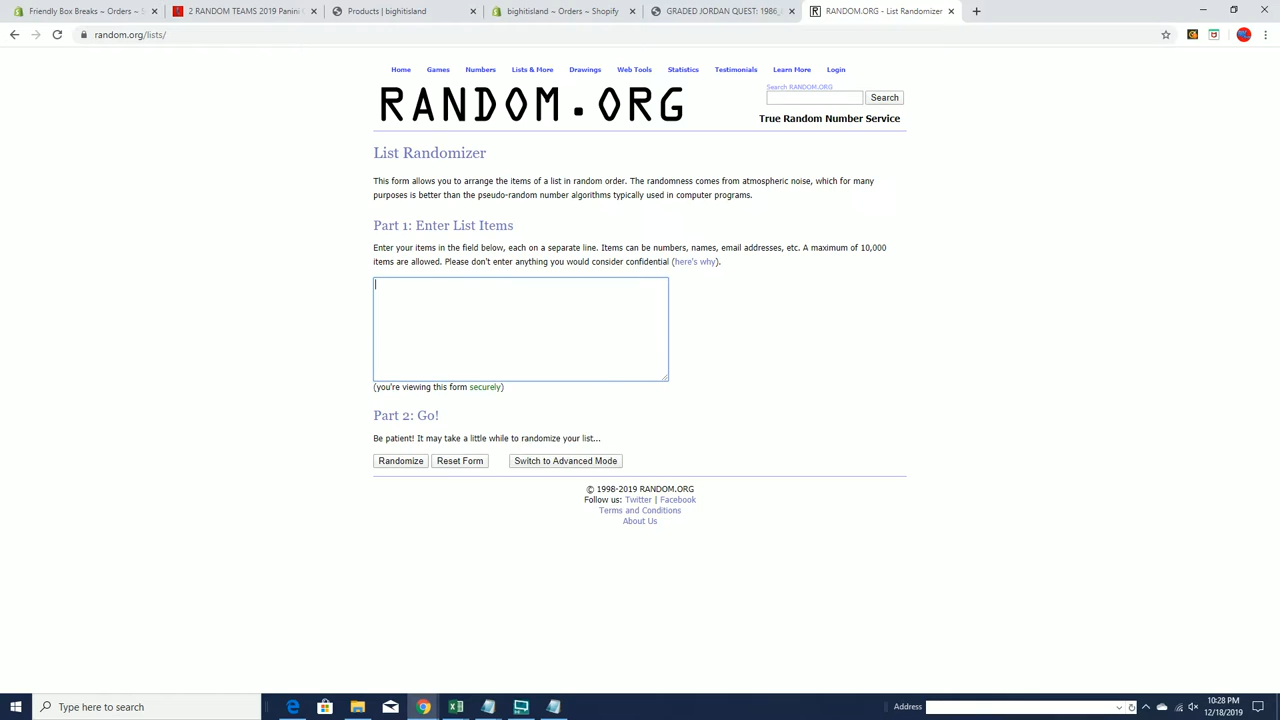 Friendly Box Breaks ~ Orders ~ S
2 RANDOM TEAMS 2019 Panini
Products | bighitisland
bighitisland ~ Orders ~ Shopify
GRADED JORDAN QUEST: 1986_
RANDOM.ORG - List Randomizer
random.org/lists/
Home Games Numbers Lists & More Drawings Web Tools Statistics Testimonials Learn More Login
RANDOM.ORG
Search RANDOM.ORG
Search
True Random Number Service
List Randomizer
This form allows you to arrange the items of a list in random order. The randomness comes from atmospheric noise, which for many
purposes is better than the pseudo-random number algorithms typically used in computer programs.
Part 1: Enter List Items
Enter your items in the field below, each on a separate line. Items can be numbers, names, email addresses, etc. A maximum of 10,000
items are allowed. Please don't enter anything you would consider confidential (here's why).
(you're viewing this form securely)
Part 2: Go!
Be patient! It may take a little while to randomize your list...
Randomize Reset Form Switch to Advanced Mode
© 1998-2019 RANDOM.ORG
Follow us: Twitter | Facebook
Terms and Conditions
About Us
Type here to search
Address
10:28 PM
12/18/2019